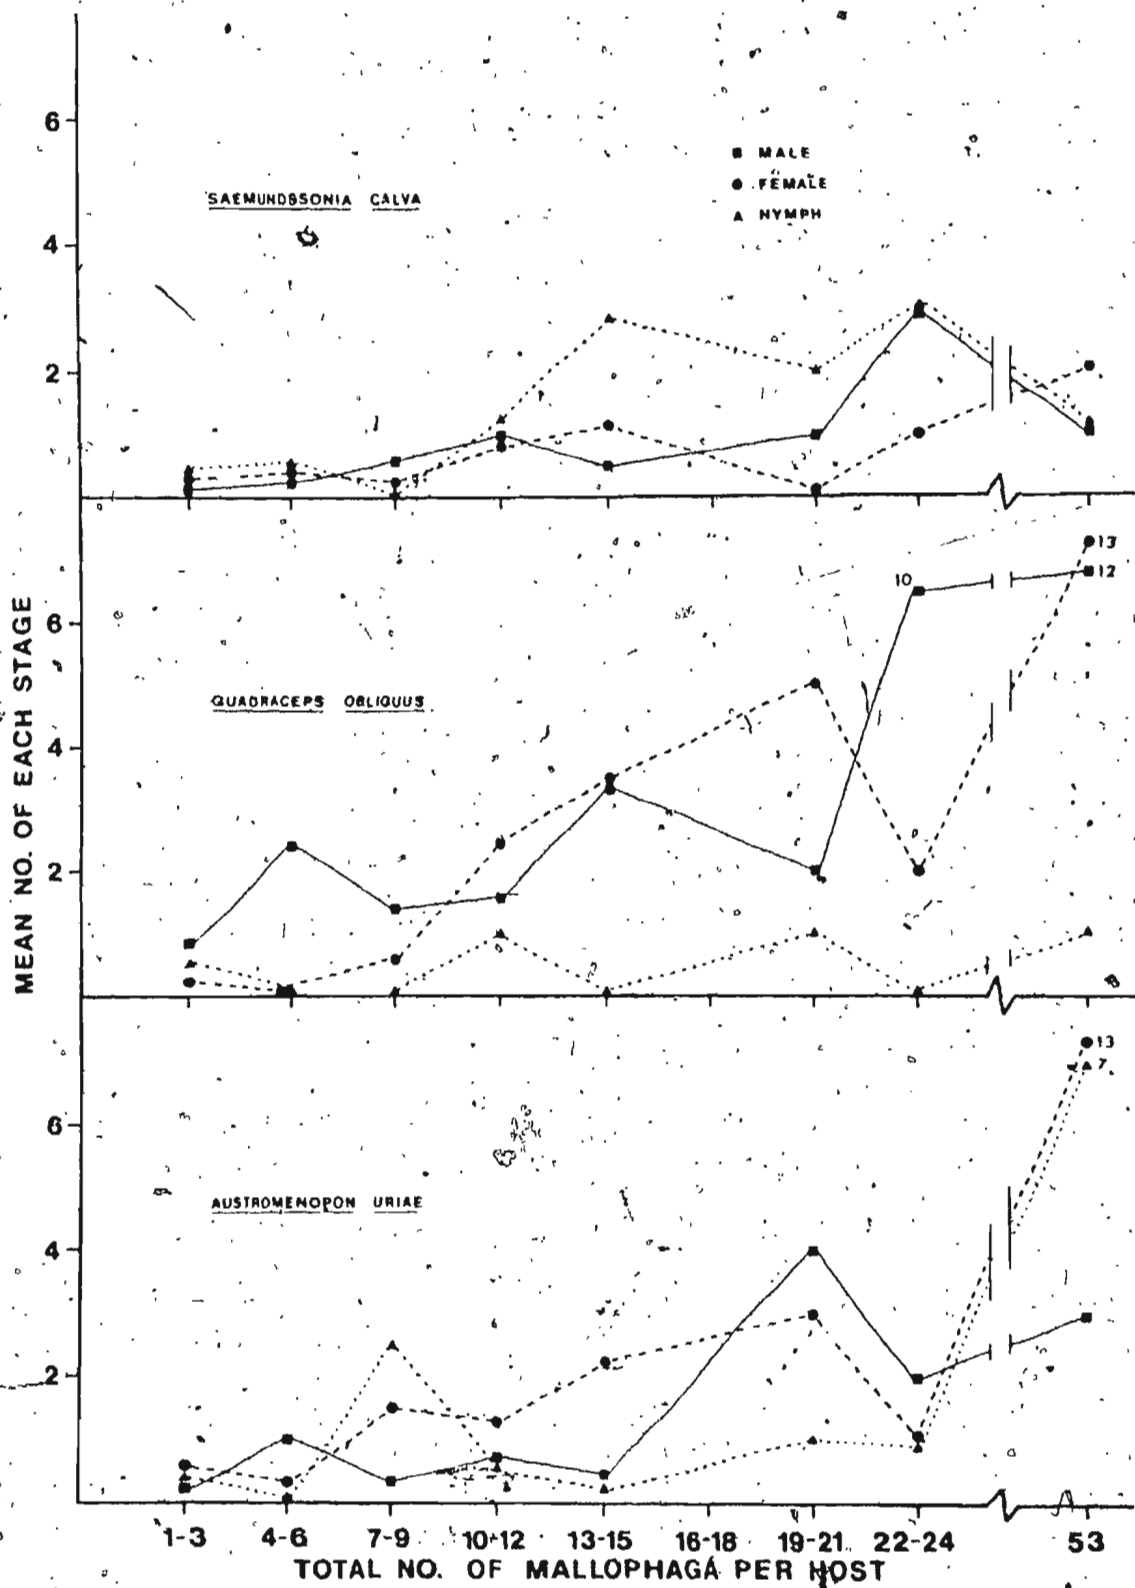 6
■ MALE
SAEMUNDSSONIA CALVA
● FEMALE
▲ NYMPH
4
2
13
12
10
6
QUADRACEPS OBLIQUUS
4
2
MEAN NO. OF EACH STAGE
13
7
6
AUSTROMENOPON URIAE
4
2
1-3 4-6 7-9 10-12 13-15 16-18 19-21 22-24 53
TOTAL NO. OF MALLOPHAGA PER HOST